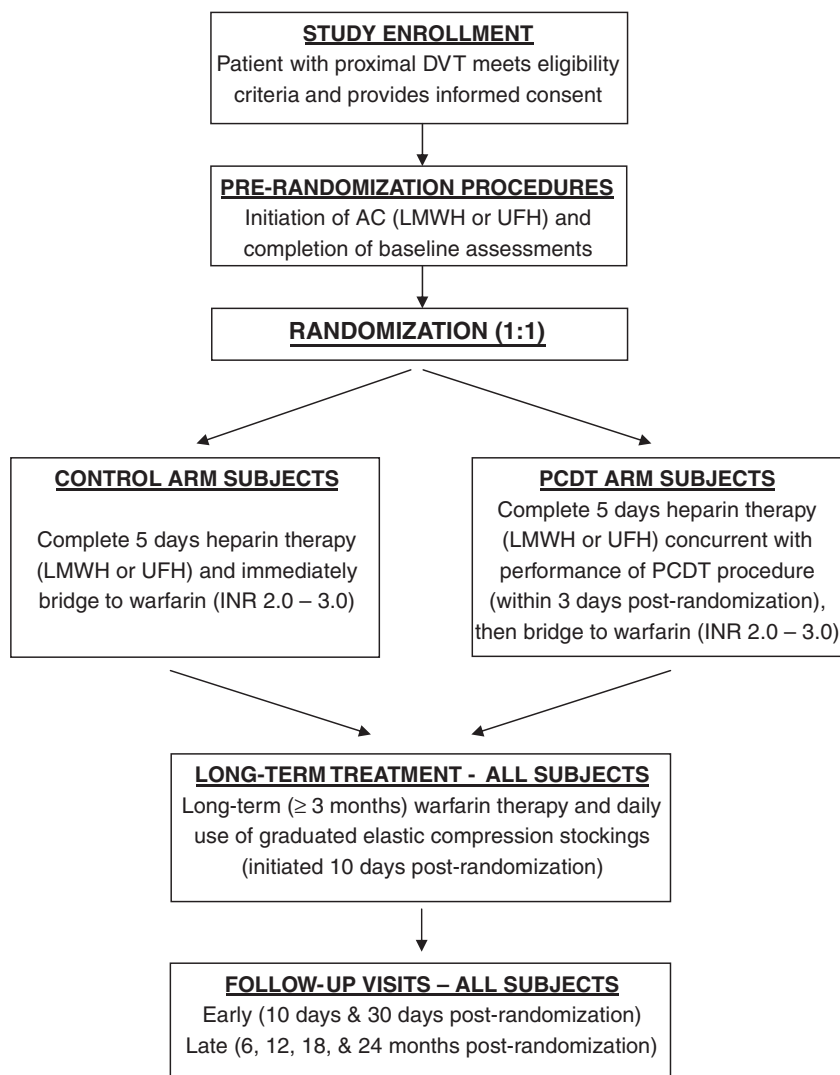 STUDY ENROLLMENT
Patient with proximal DVT meets eligibility
criteria and provides informed consent
PRE-RANDOMIZATION PROCEDURES
Initiation of AC (LMWH or UFH) and
completion of baseline assessments
RANDOMIZATION (1:1)
CONTROL ARM SUBJECTS
Complete 5 days heparin therapy
(LMWH or UFH) and immediately
bridge to warfarin (INR 2.0 – 3.0)
PCDT ARM SUBJECTS
Complete 5 days heparin therapy
(LMWH or UFH) concurrent with
performance of PCDT procedure
(within 3 days post-randomization),
then bridge to warfarin (INR 2.0 – 3.0)
LONG-TERM TREATMENT - ALL SUBJECTS
Long-term (≥ 3 months) warfarin therapy and daily
use of graduated elastic compression stockings
(initiated 10 days post-randomization)
FOLLOW-UP VISITS – ALL SUBJECTS
Early (10 days & 30 days post-randomization)
Late (6, 12, 18, & 24 months post-randomization)